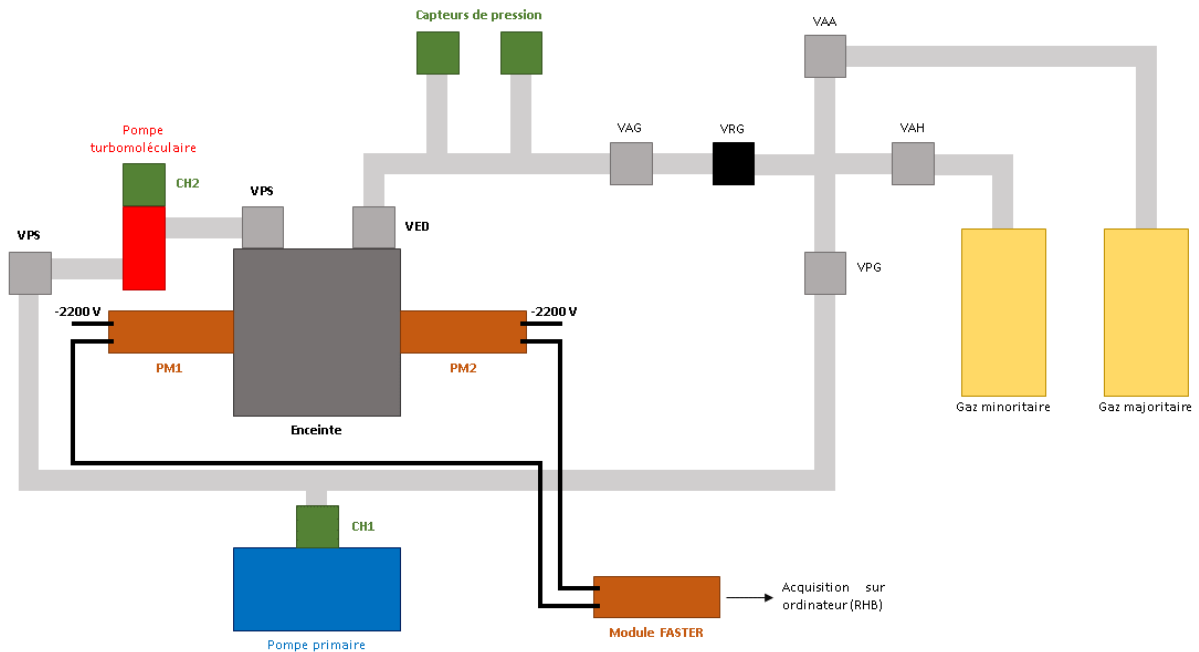 Capteurs de pression
VAA
Pompe
turbomoléculaire
CH2
VPS
VED
VAG
VRG
VAH
VPS
VPG
-2200 V
-2200 V
PM1
PM2
Enceinte
Gaz minoritaire
Gaz majoritaire
CH1
Acquisition sur
ordinateur (RHB)
Module FASTER
Pompe primaire